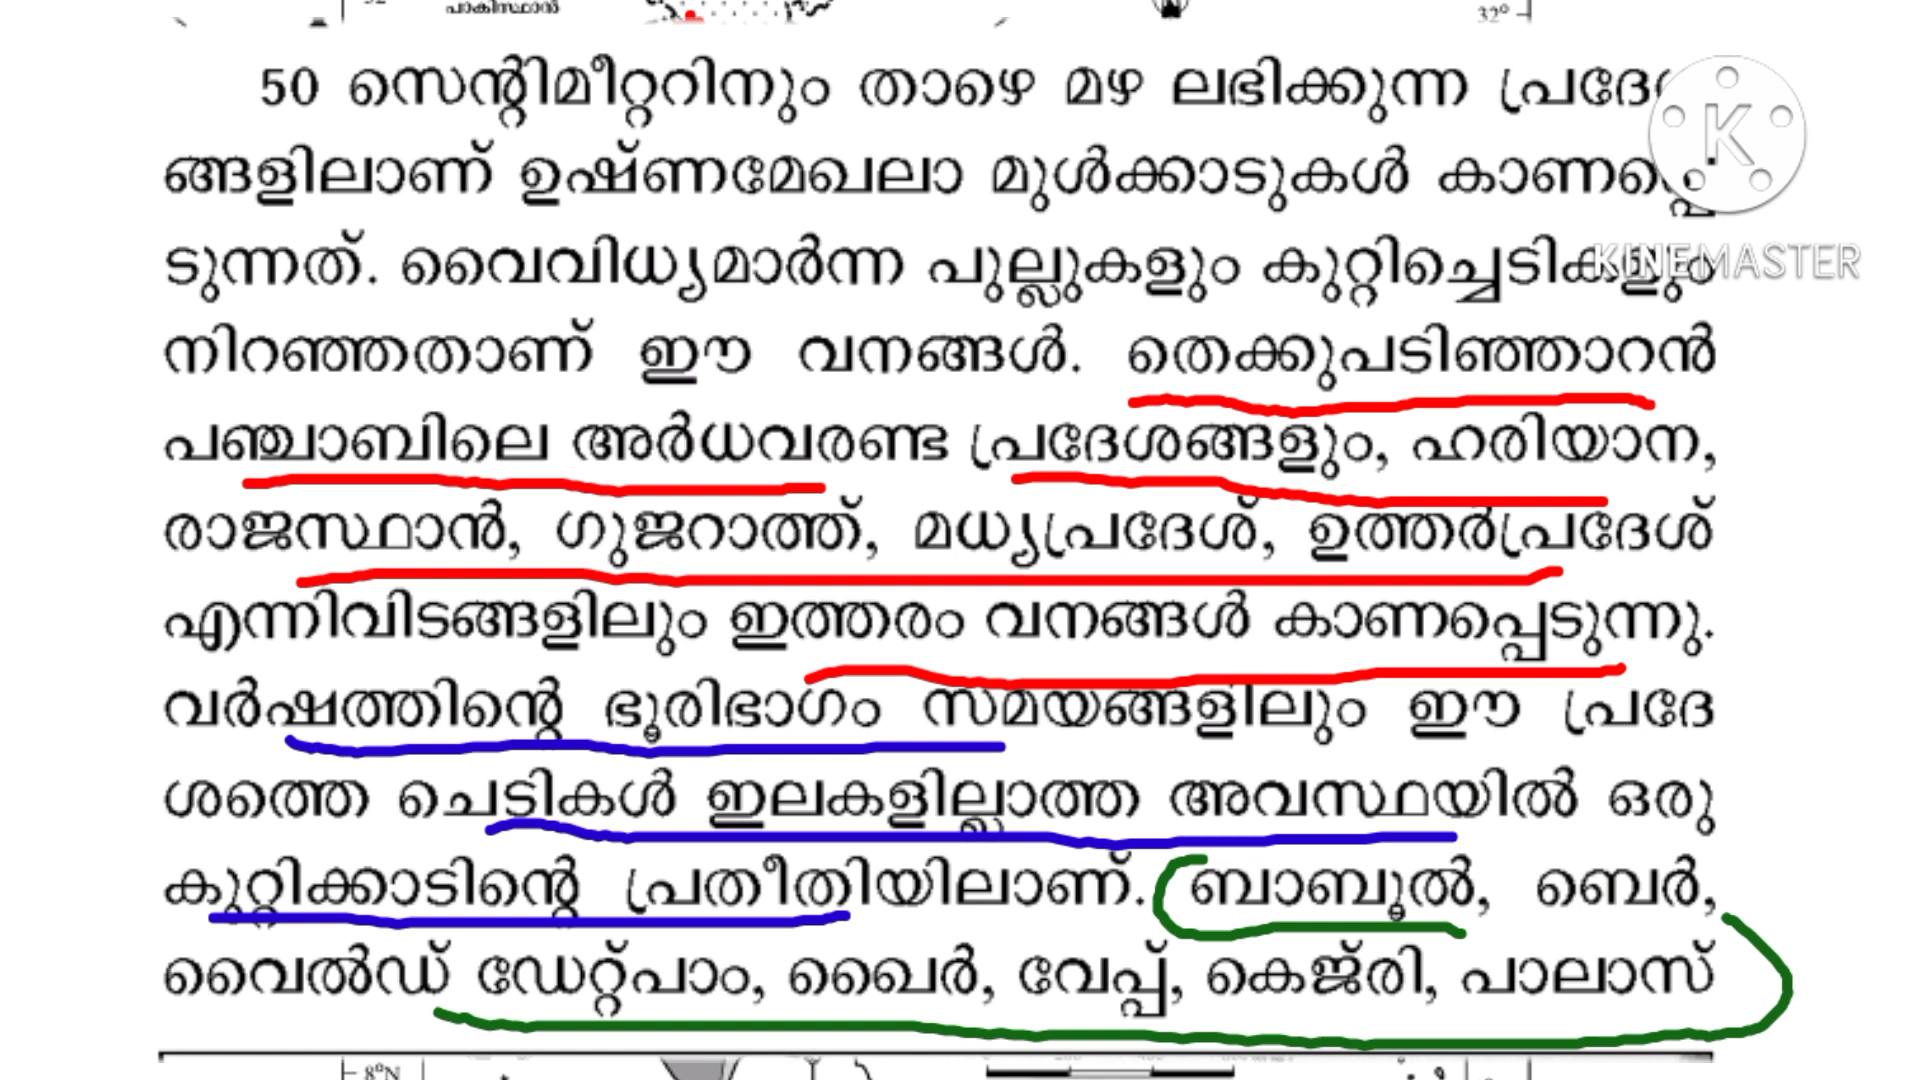 പാകിസ്ഥാൻ
32°
50 സെന്റിമീറ്ററിനും താഴെ മഴ ലഭിക്കുന്ന
ങ്ങളിലാണ് ഉഷ്ണമേഖലാ മുൾക്കാടുകൾ കാണപ്പെ
ടുന്നത്. വൈവിധ്യമാർന്ന പുല്ലുകളും കുറ്റിച്ചെടികളും
നിറഞ്ഞതാണ് ഈ വനങ്ങൾ. തെക്കുപടിഞ്ഞാറൻ
പഞ്ചാബിലെ അർധവരണ്ട പ്രദേശങ്ങളും, ഹരിയാന,
രാജസ്ഥാൻ, ഗുജറാത്ത്, മധ്യപ്രദേശ്, ഉത്തർപ്രദേശ്
എന്നിവിടങ്ങളിലും ഇത്തരം വനങ്ങൾ കാണപ്പെടുന്നു.
വർഷത്തിന്റെ ഭൂരിഭാഗം സമയങ്ങളിലും ഈ പ്രദേ
ശത്തെ ചെടികൾ ഇലകളില്ലാത്ത അവസ്ഥയിൽ ഒരു
കുറ്റിക്കാടിന്റെ പ്രതീതിയിലാണ്. ബാബൂൽ, ബെർ,
വൈൽഡ് ഡേറ്റ്പാം, ഖൈർ, വേപ്പ്, കെജ്രി, പാലാസ്
8°N
K
KINEMASTER